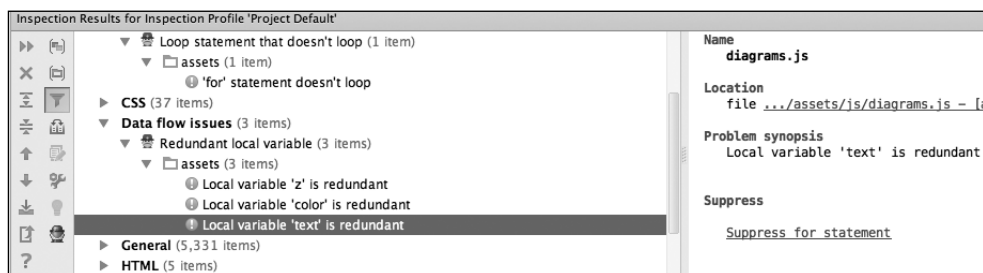 Inspection Results for Inspection Profile 'Project Default'
Loop statement that doesn't loop (1 item)
assets (1 item)
'for' statement doesn't loop
CSS (37 items)
Data flow issues (3 items)
Redundant local variable (3 items)
assets (3 items)
Local variable 'z' is redundant
Local variable 'color' is redundant
Local variable 'text' is redundant
General (5,331 items)
HTML (5 items)
Name
diagrams.js
Location
file .../assets/js/diagrams.js – [a
Problem synopsis
Local variable 'text' is redundant
Suppress
Suppress for statement